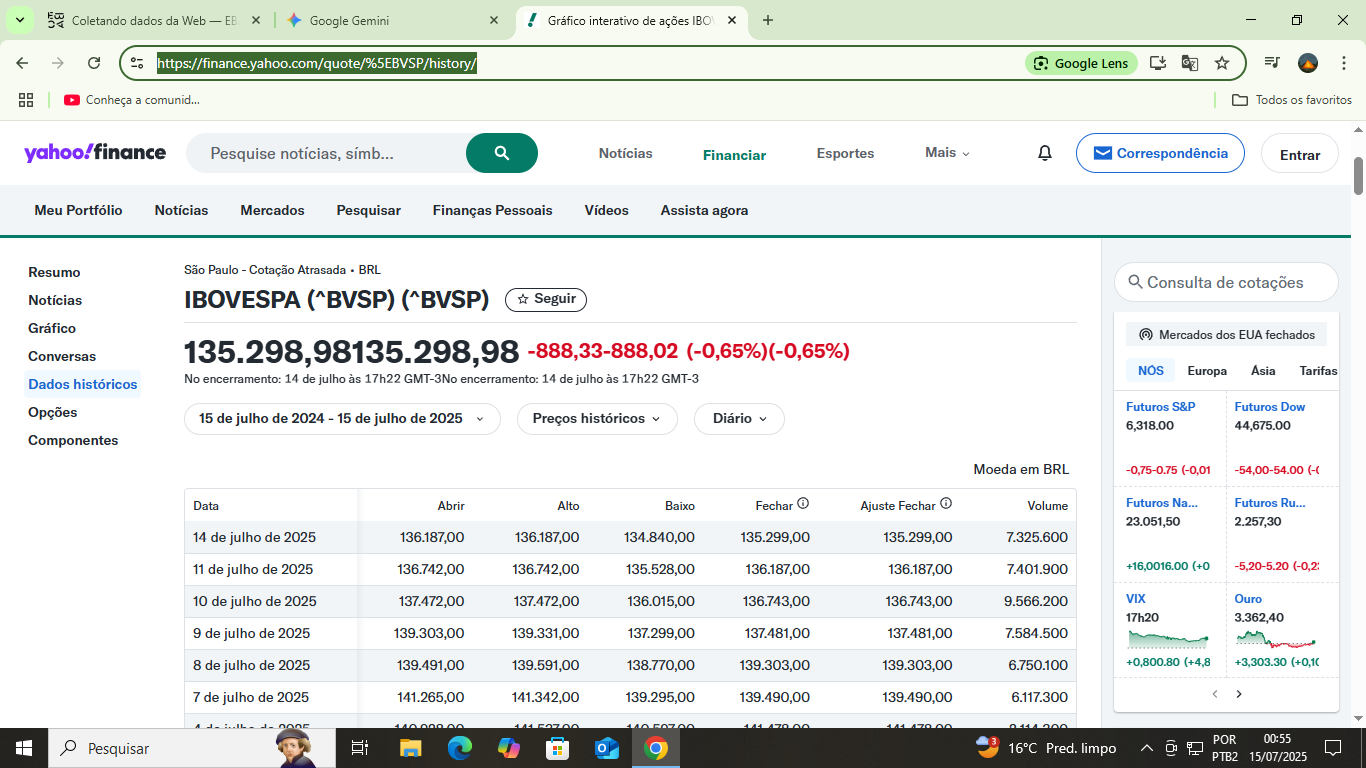 Coletando dados da Web — EB
Google Gemini
Gráfico interativo de ações IBOV
https://finance.yahoo.com/quote/%5EBVSP/history/
Google Lens
Conheça a comunid...
Todos os favoritos
yahoo!finance
Pesquise notícias, símb...
Notícias
Financiar
Esportes
Mais
Correspondência
Entrar
Meu Portfólio
Notícias
Mercados
Pesquisar
Finanças Pessoais
Vídeos
Assista agora
Resumo
Notícias
Gráfico
Conversas
Dados históricos
Opções
Componentes
São Paulo - Cotação Atrasada • BRL
IBOVESPA (^BVSP) (^BVSP)
Seguir
135.298,98135.298,98 -888,33-888,02 (-0,65%)(-0,65%)
No encerramento: 14 de julho às 17h22 GMT-3No encerramento: 14 de julho às 17h22 GMT-3
15 de julho de 2024 - 15 de julho de 2025
Preços históricos
Diário
Moeda em BRL
Data Abrir Alto Baixo Fechar Ajuste Fechar Volume
14 de julho de 2025 136.187,00 136.187,00 134.840,00 135.299,00 135.299,00 7.325.600
11 de julho de 2025 136.742,00 136.742,00 135.528,00 136.187,00 136.187,00 7.401.900
10 de julho de 2025 137.472,00 137.472,00 136.015,00 136.743,00 136.743,00 9.566.200
9 de julho de 2025 139.303,00 139.331,00 137.299,00 137.481,00 137.481,00 7.584.500
8 de julho de 2025 139.491,00 139.591,00 138.770,00 139.303,00 139.303,00 6.750.100
7 de julho de 2025 141.265,00 141.342,00 139.295,00 139.490,00 139.490,00 6.117.300
Consulta de cotações
Mercados dos EUA fechados
NÓS
Europa
Ásia
Tarifas
Futuros S&P
6,318.00
-0,75-0.75 (-0,01
Futuros Dow
44,675.00
-54,00-54.00 (-0
Futuros Na...
23.051,50
+16,0016.00 (+0
Futuros Ru...
2.257,30
-5,20-5.20 (-0,2
VIX
17h20
+0,800.80 (+4,8
Ouro
3.362,40
+3,303.30 (+0,10
Pesquisar
3
16°C Pred. limpo
POR
PTB2
00:55
15/07/2025